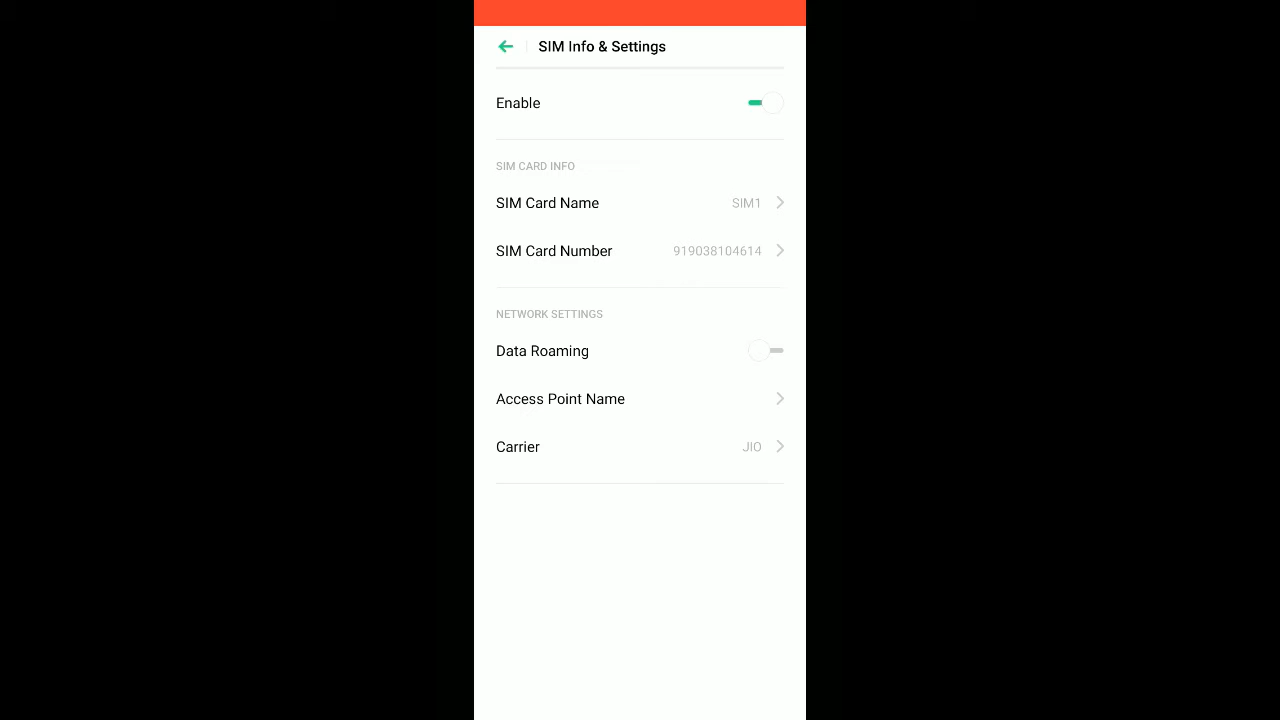 SIM Info & Settings
Enable
SIM CARD INFO
SIM Card Name SIM1
SIM Card Number 919038104614
NETWORK SETTINGS
Data Roaming
Access Point Name
Carrier JIO